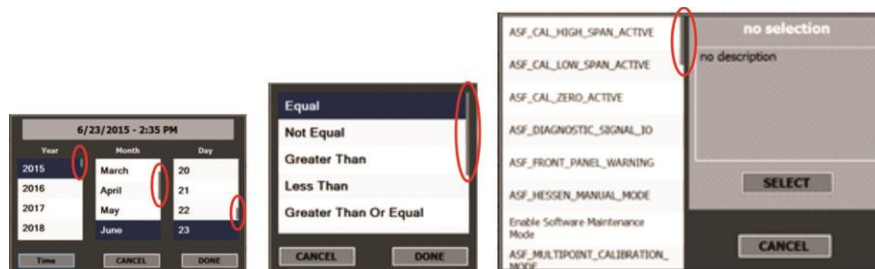 6/23/2015 - 2:35 PM
Year Month Day
2015 March 20
2016 April 21
2017 May 22
2018 June 23
Time CANCEL DONE
Equal
Not Equal
Greater Than
Less Than
Greater Than Or Equal
CANCEL DONE
ASF_CAL_HIGH_SPAN_ACTIVE
ASF_CAL_LOW_SPAN_ACTIVE
ASF_CAL_ZERO_ACTIVE
ASF_DIAGNOSTIC_SIGNAL_IO
ASF_FRONT_PANEL_WARNING
ASF_HESSEN_MANUAL_MODE
Enable Software Maintenance
Mode
ASF_MULTIPOINT_CALIBRATION_
MODE
no selection
no description
SELECT
CANCEL